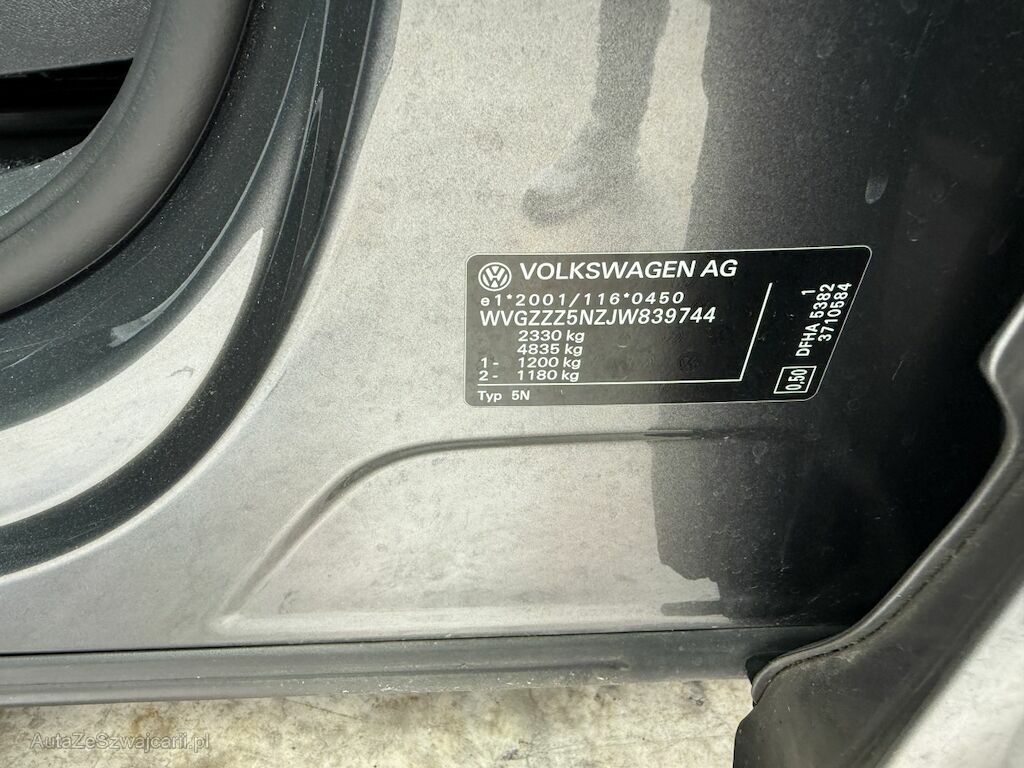 VOLKSWAGEN AG
e1*2001/116*0450
WVGZZZ5NZJW839744
2330 kg
4835 kg
1- 1200 kg
2- 1180 kg
Typ 5N
0,50
DFHA 5382
1
3710584
AutaZeSzwajcarii.pl